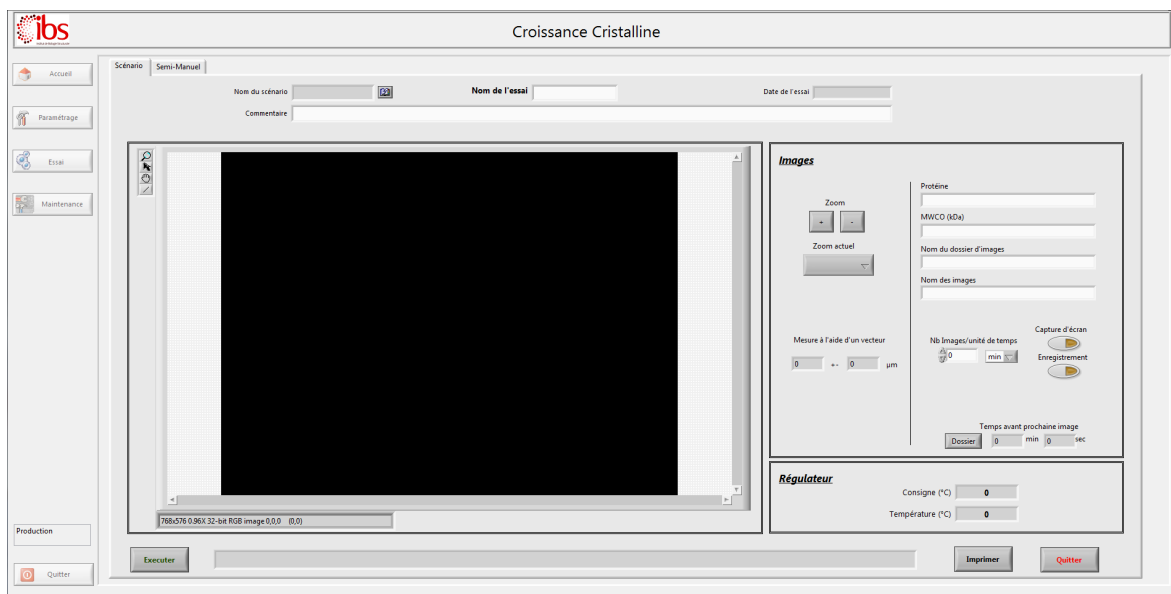 ibs
Croissance Cristalline
Accueil
Paramétrage
Essai
Maintenance
Production
Quitter
Scénario
Semi-Manuel
Nom du scénario
Nom de l'essai
Date de l'essai
Commentaire
768x576 0.96X 32-bit RGB image 0,0,0 (0,0)
Images
Zoom
+ -
Zoom actuel
Mesure à l'aide d'un vecteur
0 +- 0 µm
Protéine
MWCO (kDa)
Nom du dossier d'images
Nom des images
Nb Images/unité de temps
0 min
Capture d'écran
Enregistrement
Temps avant prochaine image
Dossier 0 min 0 sec
Régulateur
Consigne (°C) 0
Température (°C) 0
Executer
Imprimer
Quitter